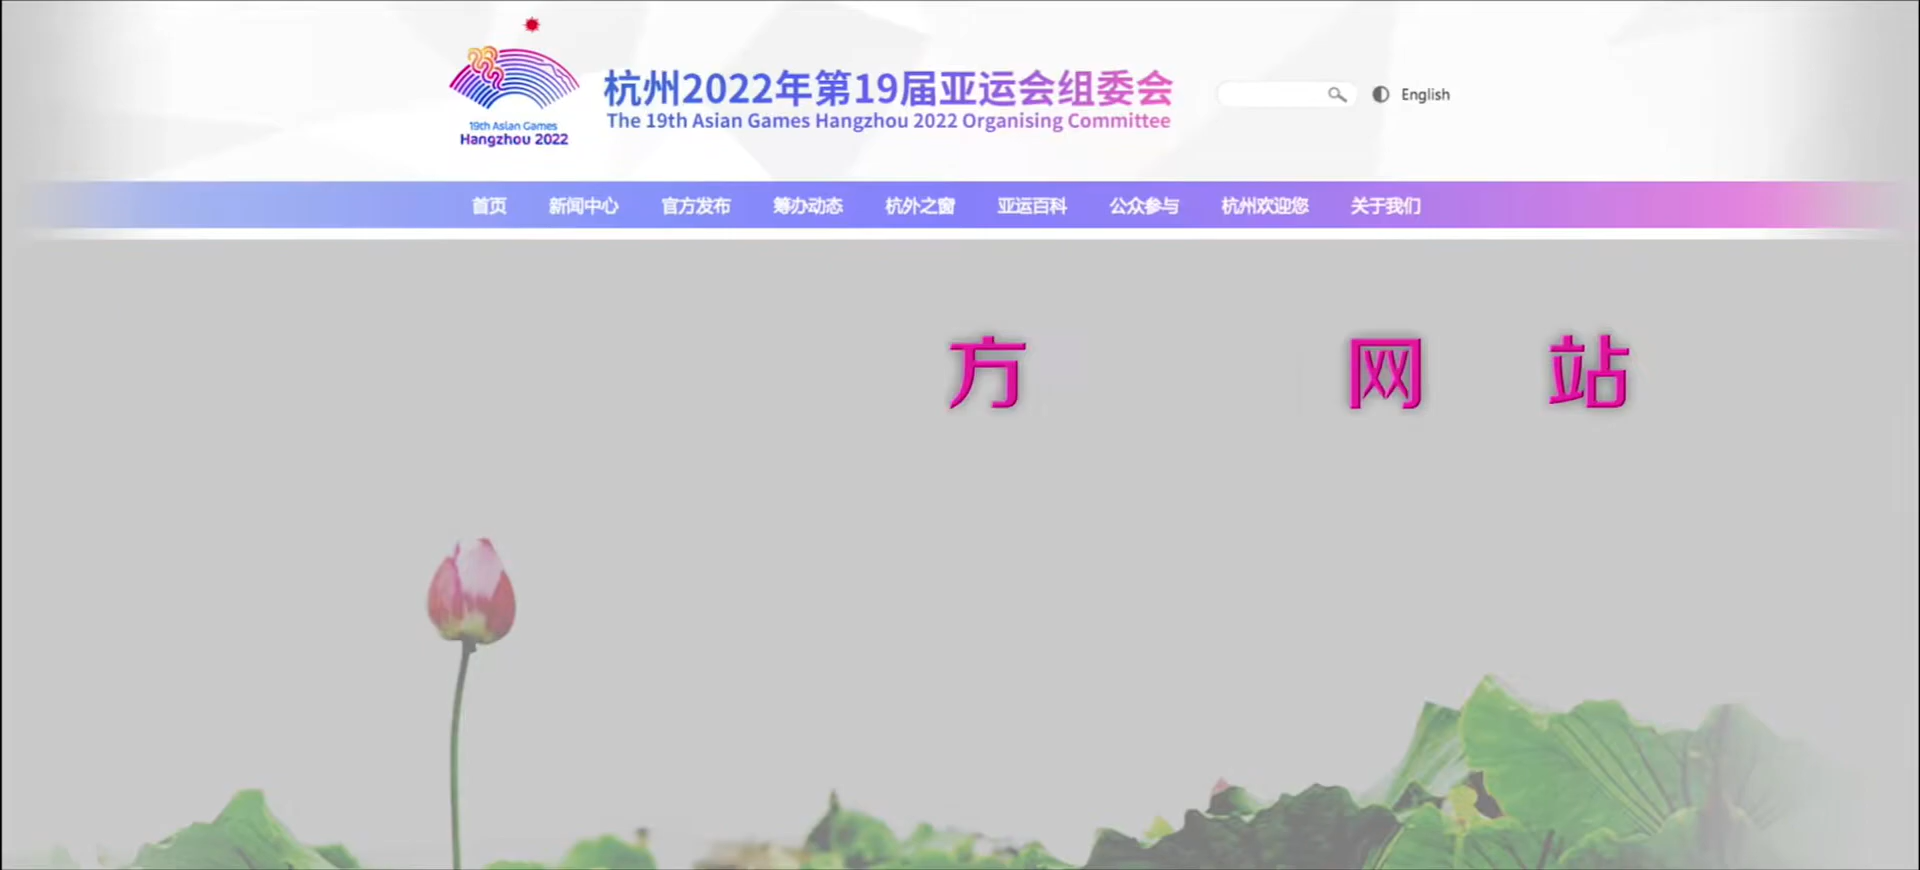 19th Asian Games
Hangzhou 2022
杭州2022年第19届亚运会组委会
The 19th Asian Games Hangzhou 2022 Organising Committee
English
首页 新闻中心 官方发布 筹办动态 杭外之窗 亚运百科 公众参与 杭州欢迎您 关于我们
方 网 站